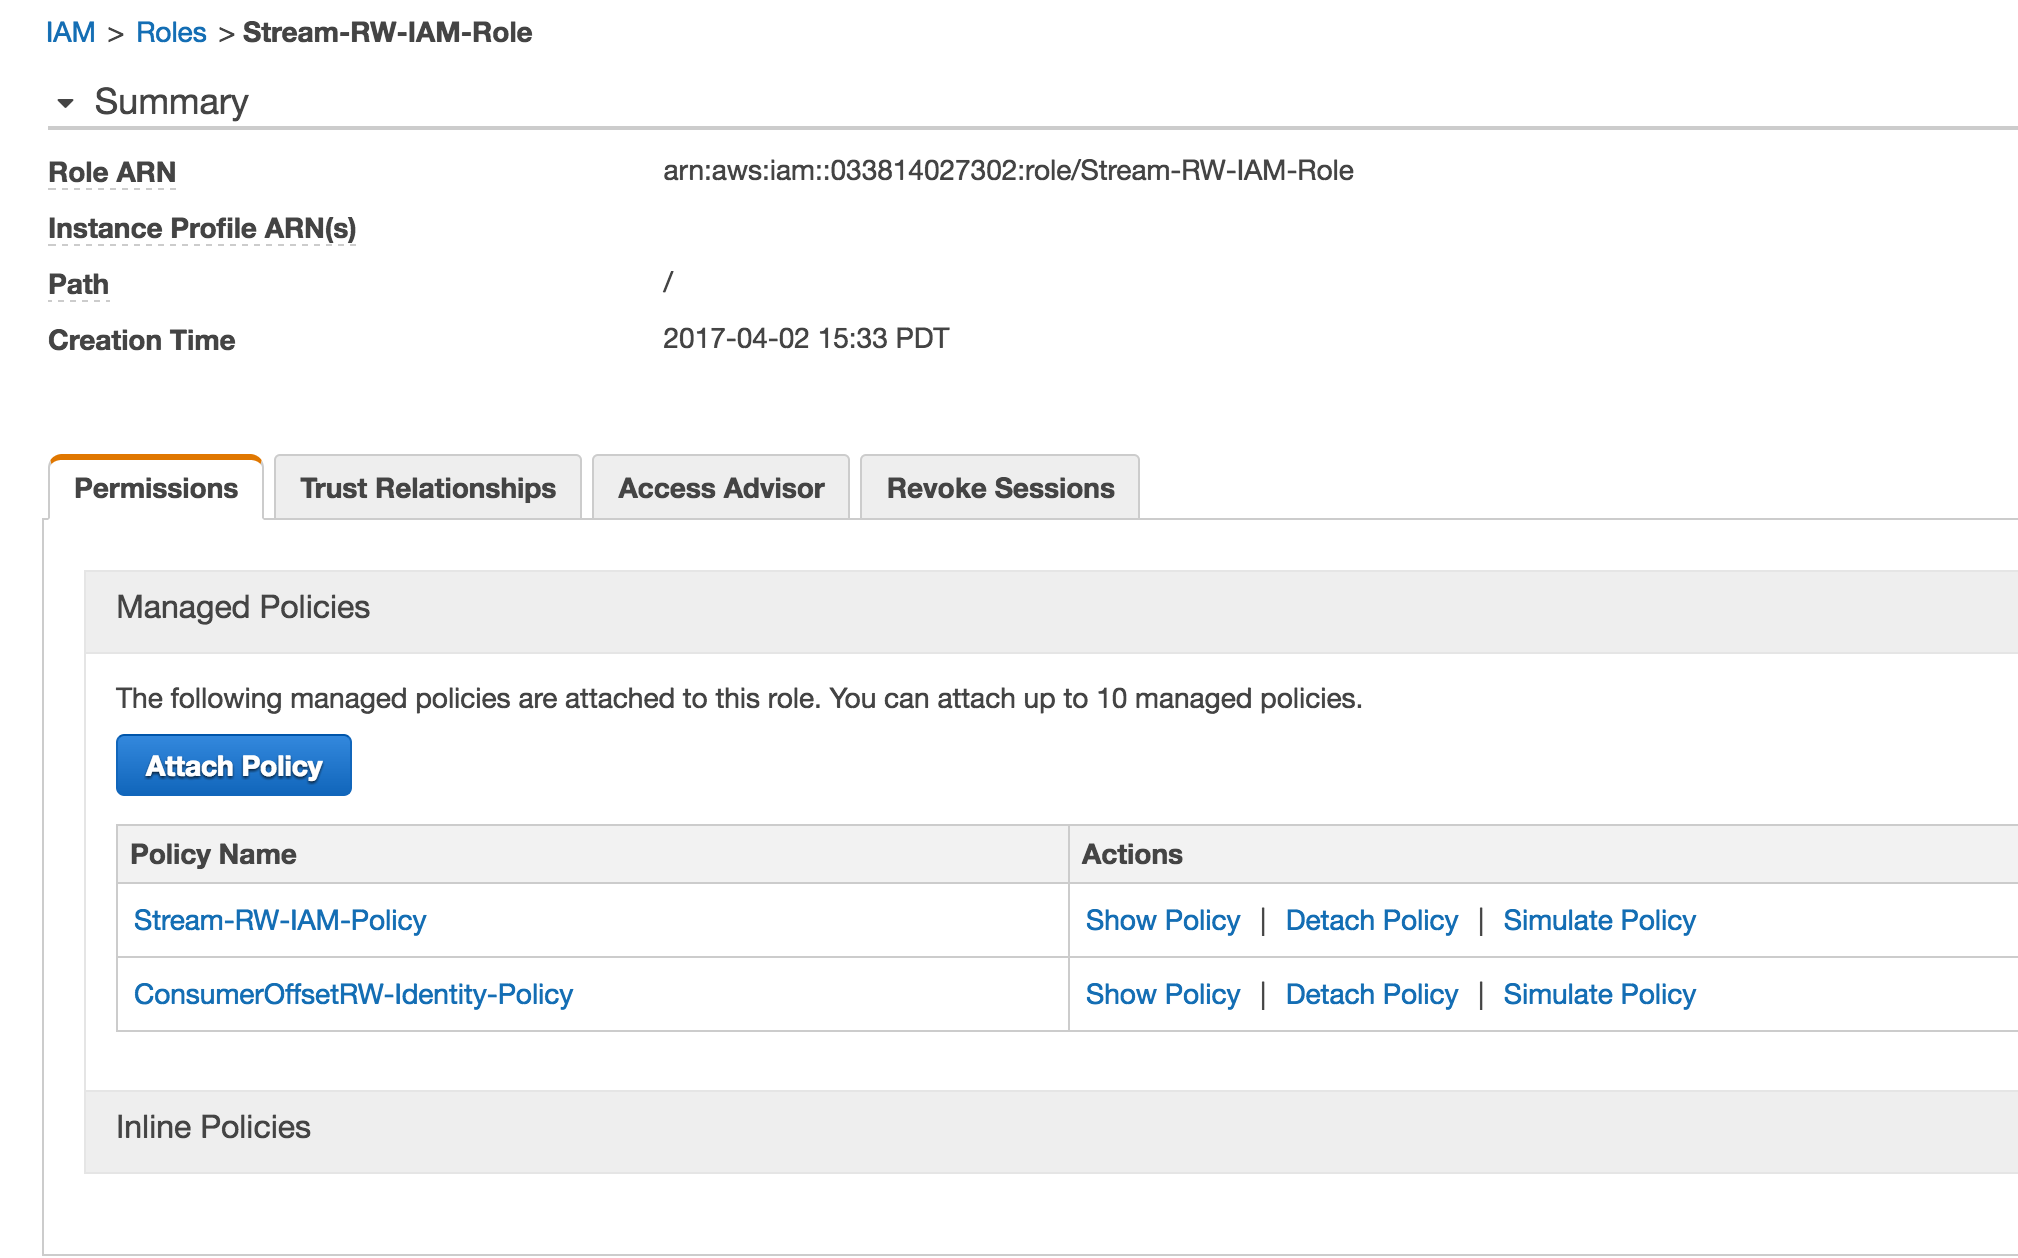 IAM > Roles > Stream-RW-IAM-Role
Summary
Role ARN arn:aws:iam::033814027302:role/Stream-RW-IAM-Role
Instance Profile ARN(s)
Path /
Creation Time 2017-04-02 15:33 PDT
Permissions Trust Relationships Access Advisor Revoke Sessions
Managed Policies
The following managed policies are attached to this role. You can attach up to 10 managed policies.
Attach Policy
Policy Name Actions
Stream-RW-IAM-Policy Show Policy | Detach Policy | Simulate Policy
ConsumerOffsetRW-Identity-Policy Show Policy | Detach Policy | Simulate Policy
Inline Policies